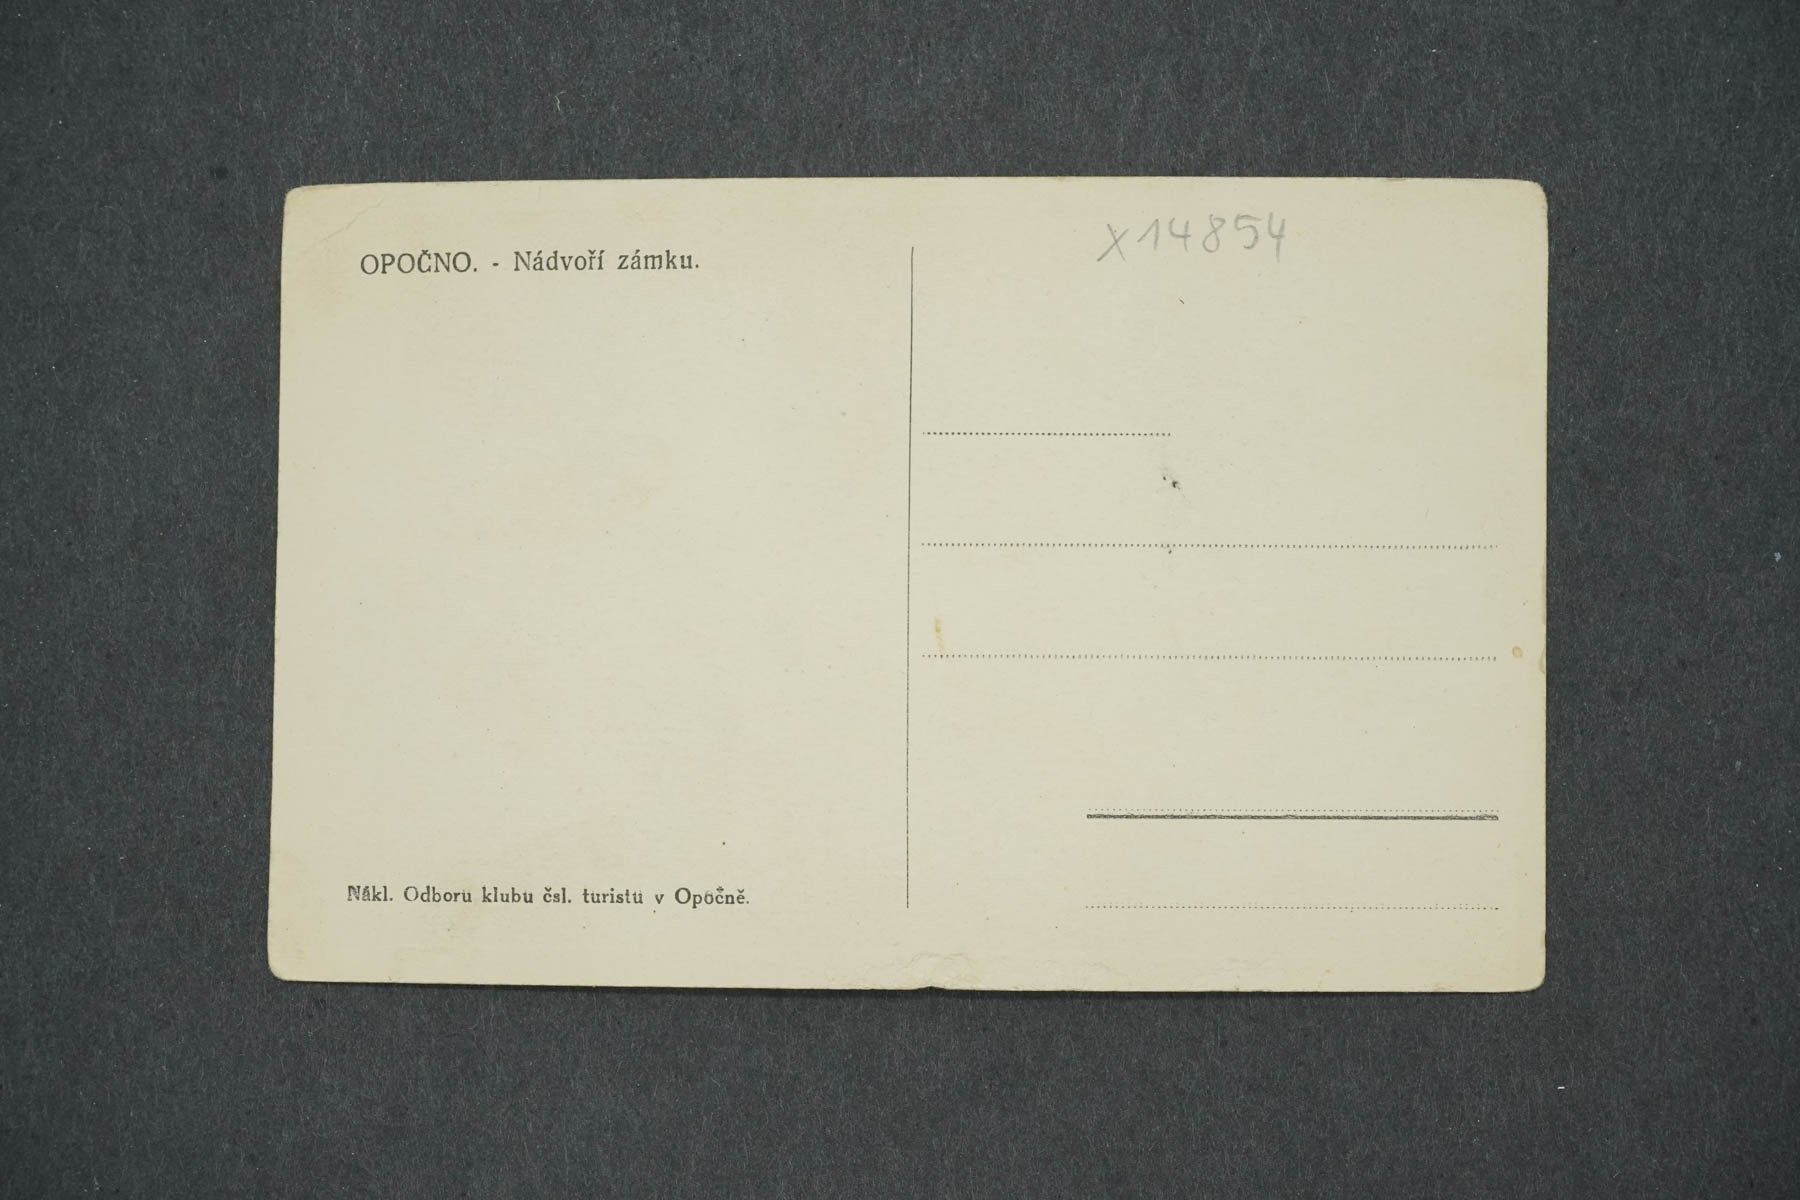 OPOČNO. - Nádvoří zámku.
X14854
Nákl. Odboru klubu čsl. turistů v Opočně.